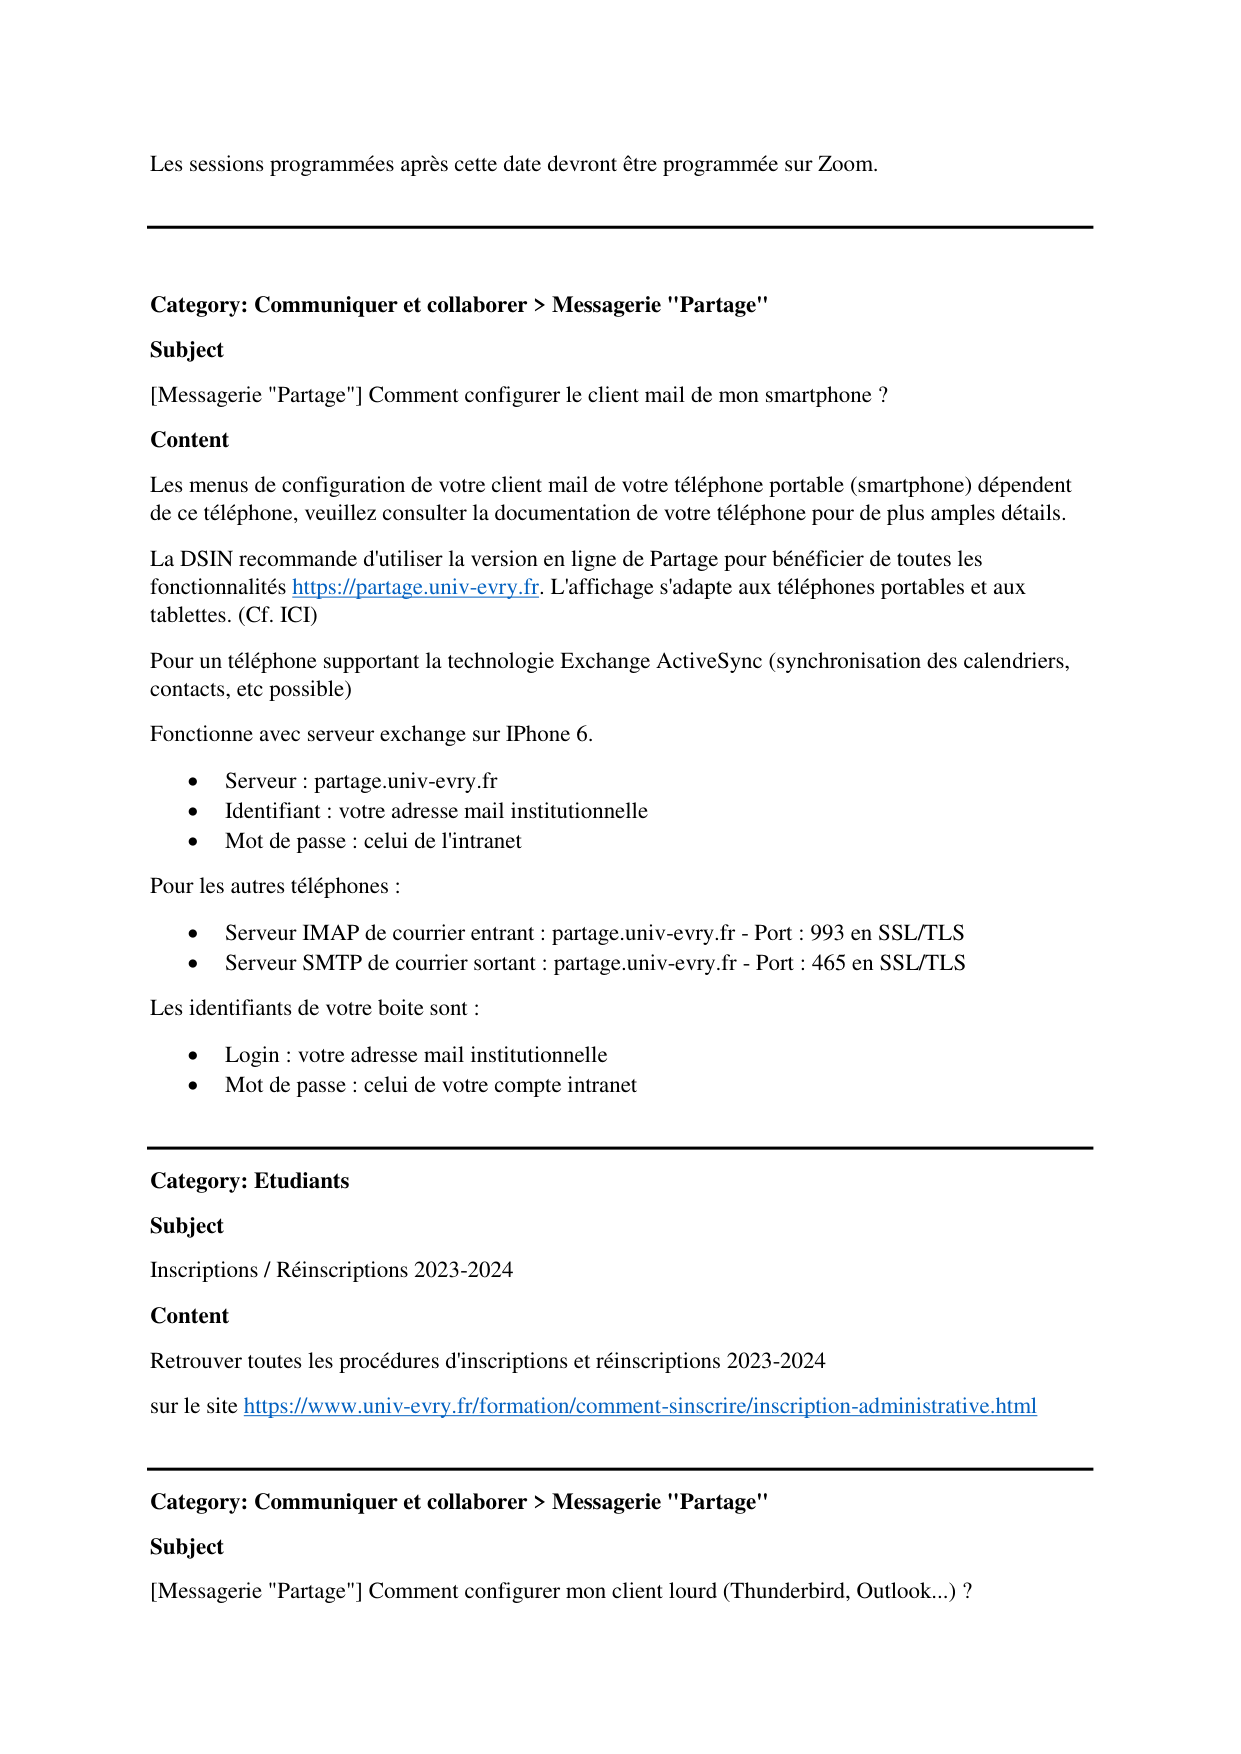 Les sessions programmées après cette date devront être programmée sur Zoom.
Category: Communiquer et collaborer > Messagerie "Partage"
Subject
[Messagerie "Partage"] Comment configurer le client mail de mon smartphone ?
Content
Les menus de configuration de votre client mail de votre téléphone portable (smartphone) dépendent
de ce téléphone, veuillez consulter la documentation de votre téléphone pour de plus amples détails.
La DSIN recommande d'utiliser la version en ligne de Partage pour bénéficier de toutes les
fonctionnalités https://partage.univ-evry.fr. L'affichage s'adapte aux téléphones portables et aux
tablettes. (Cf. ICI)
Pour un téléphone supportant la technologie Exchange ActiveSync (synchronisation des calendriers,
contacts, etc possible)
Fonctionne avec serveur exchange sur IPhone 6.
• Serveur : partage.univ-evry.fr
• Identifiant : votre adresse mail institutionnelle
• Mot de passe : celui de l'intranet
Pour les autres téléphones :
• Serveur IMAP de courrier entrant : partage.univ-evry.fr - Port : 993 en SSL/TLS
• Serveur SMTP de courrier sortant : partage.univ-evry.fr - Port : 465 en SSL/TLS
Les identifiants de votre boite sont :
• Login : votre adresse mail institutionnelle
• Mot de passe : celui de votre compte intranet
Category: Etudiants
Subject
Inscriptions / Réinscriptions 2023-2024
Content
Retrouver toutes les procédures d'inscriptions et réinscriptions 2023-2024
sur le site https://www.univ-evry.fr/formation/comment-sinscrire/inscription-administrative.html
Category: Communiquer et collaborer > Messagerie "Partage"
Subject
[Messagerie "Partage"] Comment configurer mon client lourd (Thunderbird, Outlook...) ?